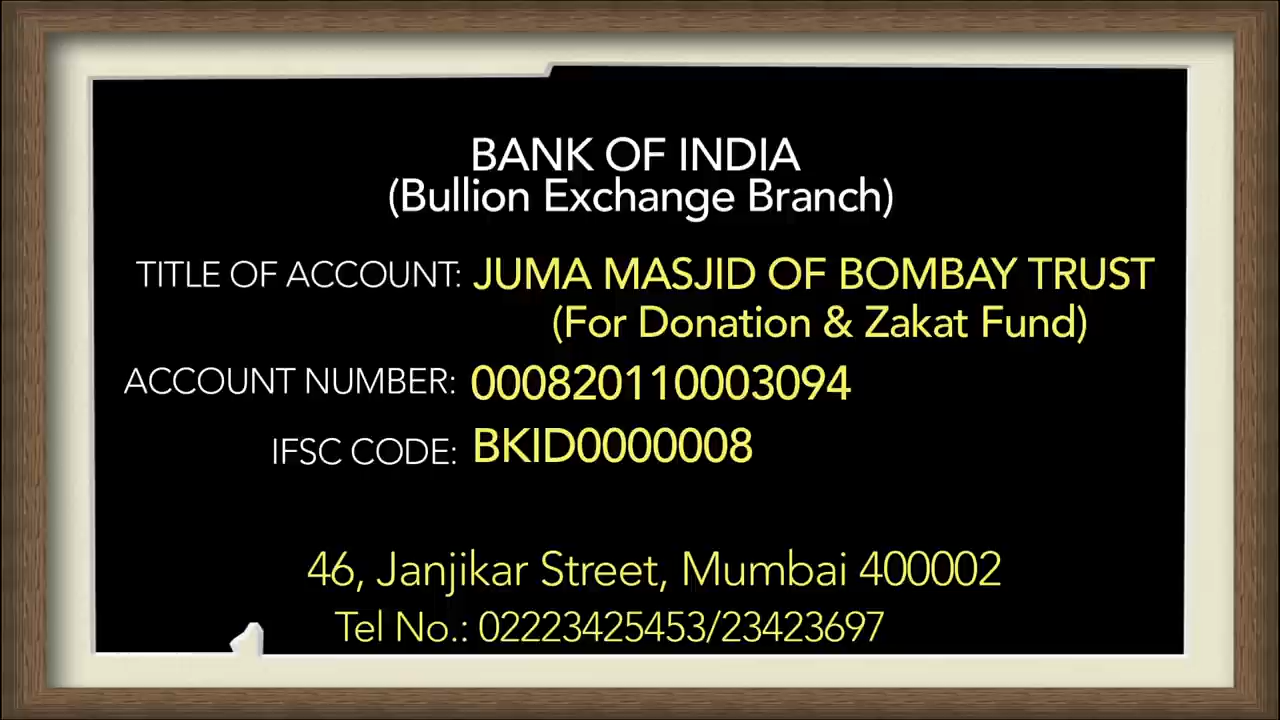 BANK OF INDIA
(Bullion Exchange Branch)
TITLE OF ACCOUNT: JUMA MASJID OF BOMBAY TRUST
(For Donation & Zakat Fund)
ACCOUNT NUMBER: 000820110003094
IFSC CODE: BKID0000008
46, Janjikar Street, Mumbai 400002
Tel No.: 02223425453/23423697